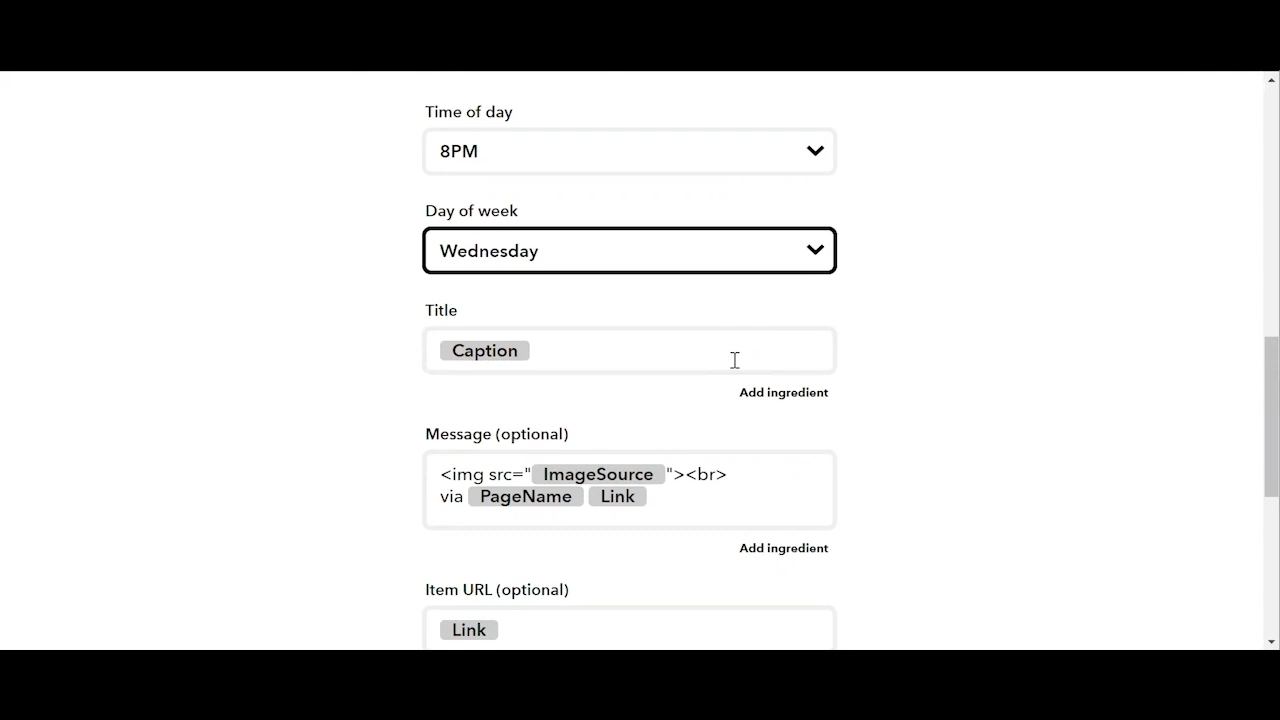 Time of day
8PM
Day of week
Wednesday
Title
Caption
Add ingredient
Message (optional)
<img src=" ImageSource "><br>
via PageName Link
Add ingredient
Item URL (optional)
Link